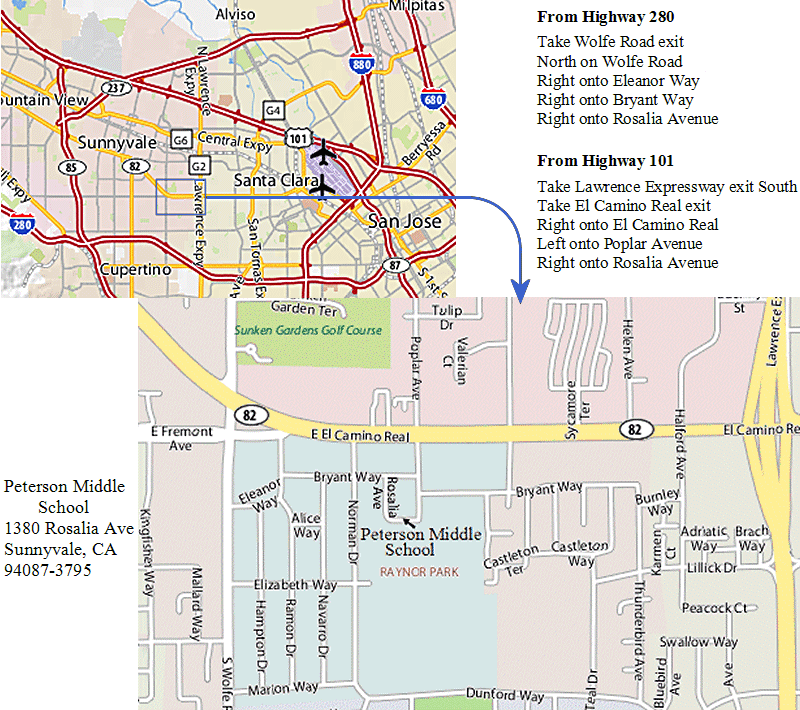 Alviso
Milpitas
N Lawrence Expy
880
237
680
Mountain View
G4
Sunnyvale
G6
Central Expy
101
Berryessa Rd
85
82
G2
Santa Clara
Expy
280
Lawrence Expy
San Tomas Ex
San Jose
Cupertino
Ave
87
S 1st S
From Highway 280
Take Wolfe Road exit
North on Wolfe Road
Right onto Eleanor Way
Right onto Bryant Way
Right onto Rosalia Avenue
From Highway 101
Take Lawrence Expressway exit South
Take El Camino Real exit
Right onto El Camino Real
Left onto Poplar Avenue
Right onto Rosalia Avenue
Garden Ter
Sunken Gardens Golf Course
Tulip Dr
Poplar Ave
Valerian Ct
Sycamore Ter
Helen Ave
St
Lawrence Ex
82
E Fremont Ave
E El Camino Real
82
El Camino Re
Halford Ave
Peterson Middle
School
1380 Rosalia Ave
Sunnyvale, CA
94087-3795
Kingfisher Way
Eleanor Way
Bryant Way
Rosalia Ave
Alice Way
Norman Dr
Peterson Middle
School
RAYNOR PARK
Bryant Way
Burnley Way
Castleton Ter
Castleton Way
Karmen Ct
Adriatic Way
Brach Way
Lillick Dr
Mallard Way
Elizabeth Way
Hampton Dr
Ramon Dr
Navarro Dr
Thunderbird Ave
Peacock Ct
Swallow Way
S Wolfe R
Marion Way
Dunford Way
Teal Dr
Bluebird Ave
Ave